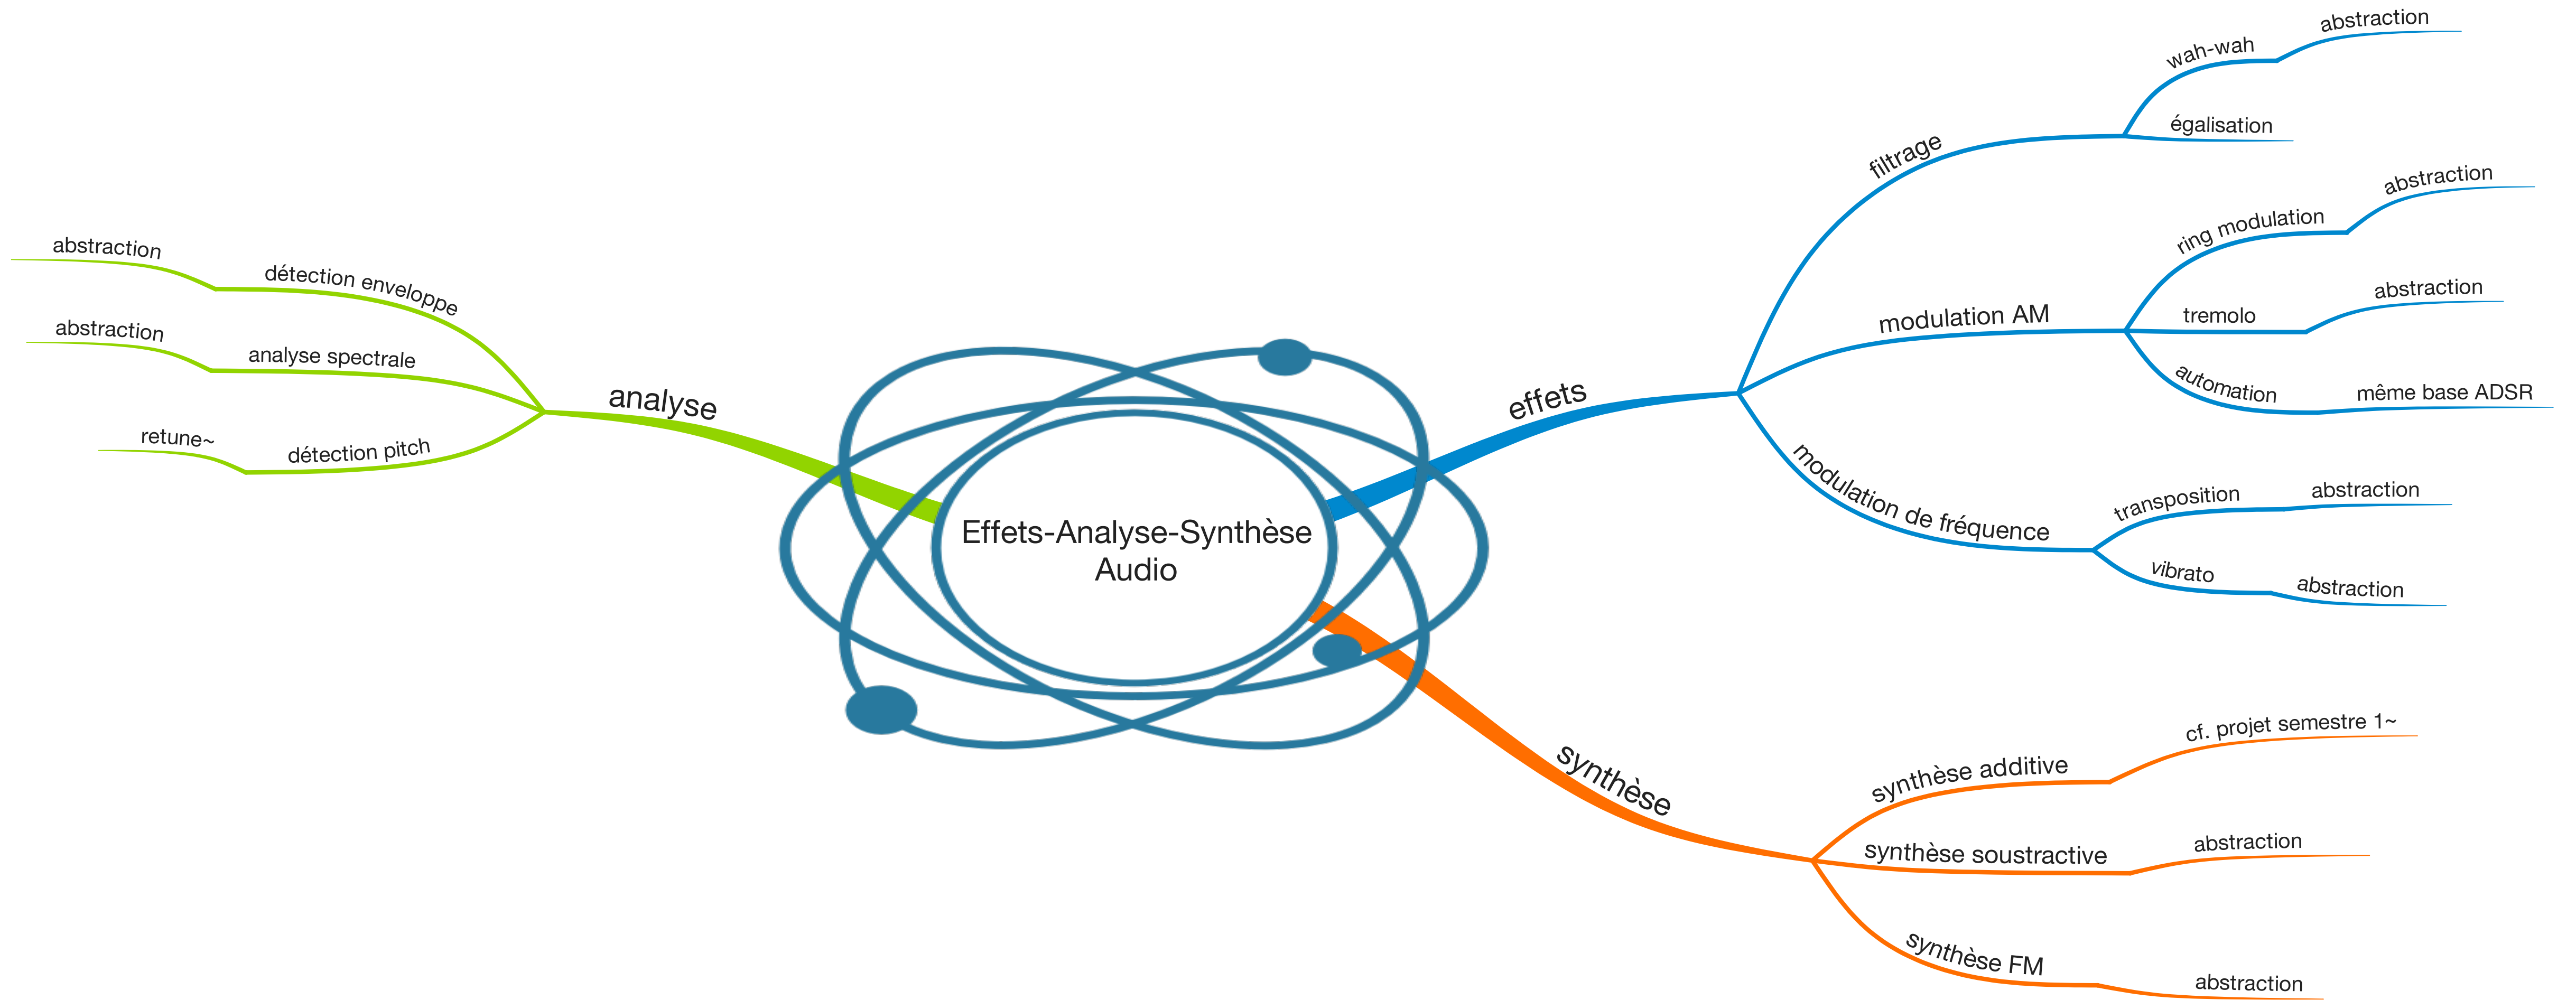 Effets-Analyse-Synthèse
Audio
effets
filtrage
wah-wah
abstraction
égalisation
modulation AM
ring modulation
abstraction
tremolo
abstraction
automation
même base ADSR
modulation de fréquence
transposition
abstraction
vibrato
abstraction
synthèse
synthèse additive
cf. projet semestre 1~
synthèse soustractive
abstraction
synthèse FM
abstraction
analyse
détection enveloppe
abstraction
analyse spectrale
abstraction
détection pitch
retune~